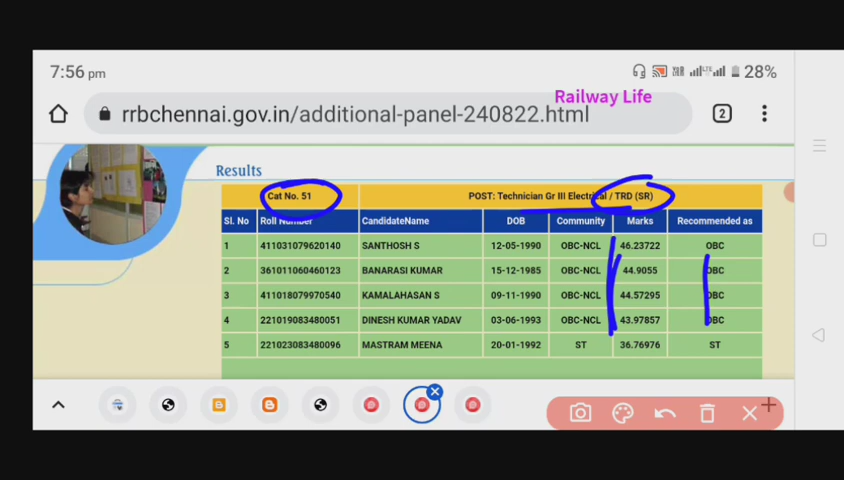 7:56 pm
28%
Railway Life
rrbchennai.gov.in/additional-panel-240822.html
2
Results
Cat No. 51 POST: Technician Gr III Electrical / TRD (SR)
Sl. No Roll Number CandidateName DOB Community Marks Recommended as
1 411031079620140 SANTHOSH S 12-05-1990 OBC-NCL 46.23722 OBC
2 361011060460123 BANARASI KUMAR 15-12-1985 OBC-NCL 44.9055 OBC
3 411018079970540 KAMALAHASAN S 09-11-1990 OBC-NCL 44.57295 OBC
4 221019083480051 DINESH KUMAR YADAV 03-06-1993 OBC-NCL 43.97857 OBC
5 221023083480096 MASTRAM MEENA 20-01-1992 ST 36.76976 ST